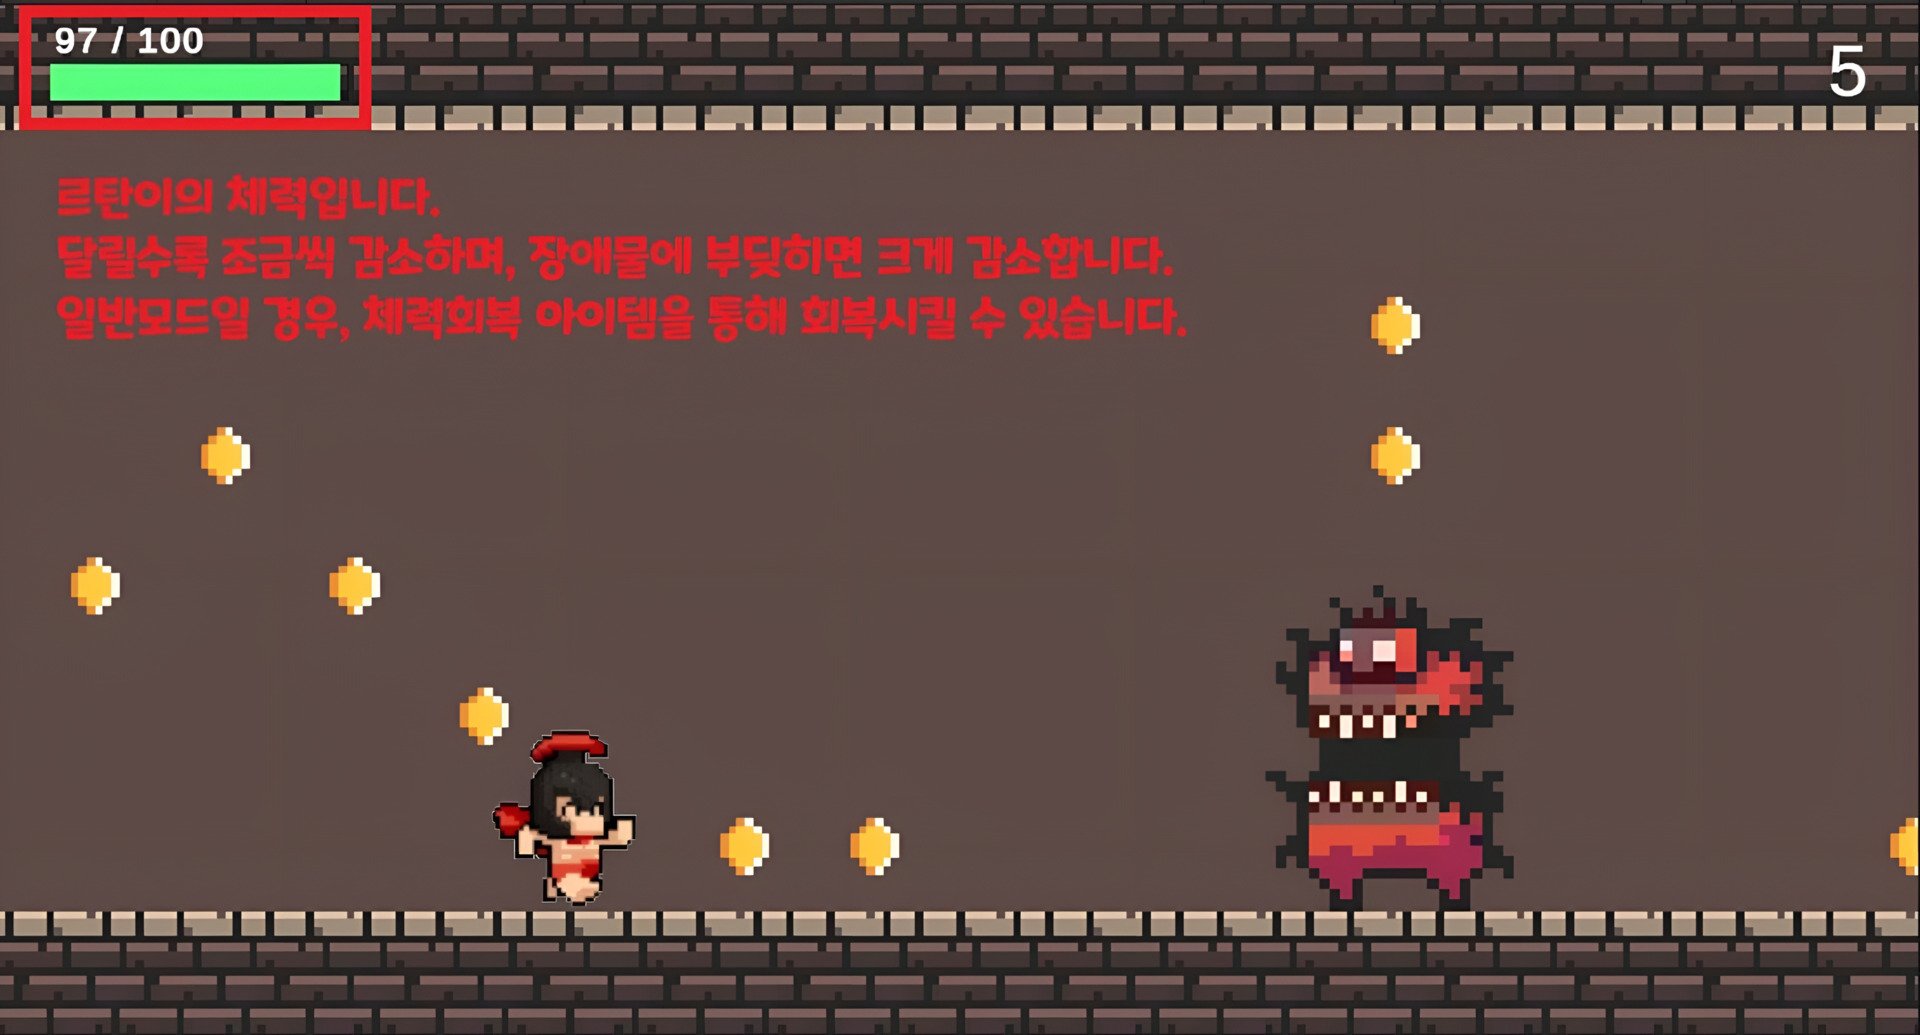 97 / 100
5
르탄이의 체력입니다.
달릴수록 조금씩 감소하며, 장애물에 부딪히면 크게 감소합니다.
일반모드일 경우, 체력회복 아이템을 통해 회복시킬 수 있습니다.